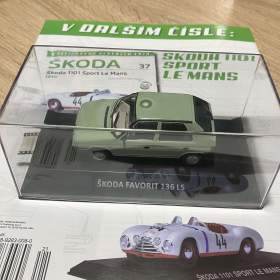 V DALŠÍM ČÍSLE:
ŠKODA 1101
SPORT
LE MANS
ŠKODA
37
Škoda 1101 Sport Le Mans
ŠKODA FAVORIT 136 LS
44
44
ŠKODA 1101 SPORT LE MANS